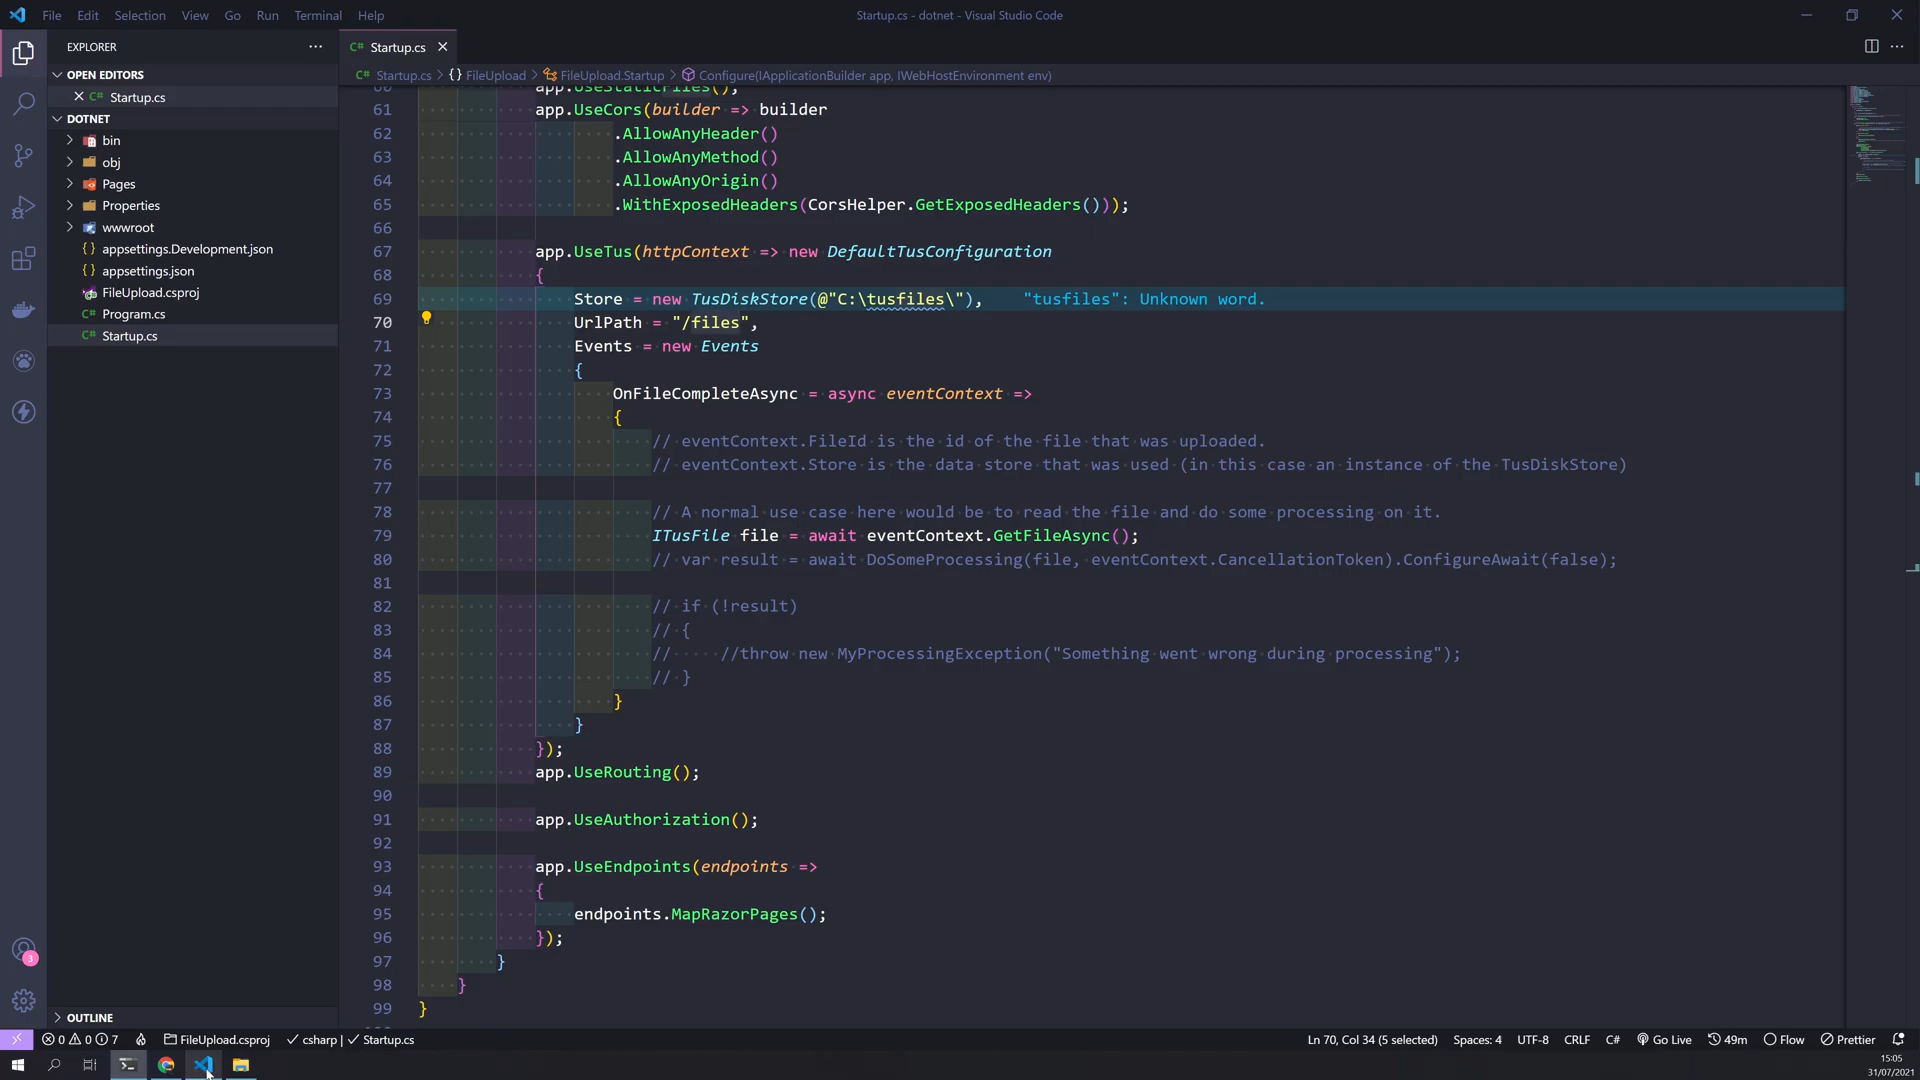 File Edit Selection View Go Run Terminal Help
Startup.cs - dotnet - Visual Studio Code
EXPLORER
OPEN EDITORS
C# Startup.cs
DOTNET
bin
obj
Pages
Properties
wwwroot
{} appsettings.Development.json
{} appsettings.json
FileUpload.csproj
C# Program.cs
C# Startup.cs
OUTLINE
C# Startup.cs
C# Startup.cs > {} FileUpload > FileUpload.Startup > Configure(IApplicationBuilder app, IWebHostEnvironment env)
60 app.UseStaticFiles();
61 app.UseCors(builder => builder
62 .AllowAnyHeader()
63 .AllowAnyMethod()
64 .AllowAnyOrigin()
65 .WithExposedHeaders(CorsHelper.GetExposedHeaders()));
66
67 app.UseTus(httpContext => new DefaultTusConfiguration
68 {
69 Store = new TusDiskStore(@"C:\tusfiles\"), "tusfiles": Unknown word.
70 UrlPath = "/files",
71 Events = new Events
72 {
73 OnFileCompleteAsync = async eventContext =>
74 {
75 // eventContext.FileId is the id of the file that was uploaded.
76 // eventContext.Store is the data store that was used (in this case an instance of the TusDiskStore)
77
78 // A normal use case here would be to read the file and do some processing on it.
79 ITusFile file = await eventContext.GetFileAsync();
80 // var result = await DoSomeProcessing(file, eventContext.CancellationToken).ConfigureAwait(false);
81
82 // if (!result)
83 // {
84 // //throw new MyProcessingException("Something went wrong during processing");
85 // }
86 }
87 }
88 });
89 app.UseRouting();
90
91 app.UseAuthorization();
92
93 app.UseEndpoints(endpoints =>
94 {
95 endpoints.MapRazorPages();
96 });
97 }
98 }
99 }
3
0 0 7 FileUpload.csproj csharp | Startup.cs
Ln 70, Col 34 (5 selected) Spaces: 4 UTF-8 CRLF C# Go Live 49m Flow Prettier
15:05
31/07/2021